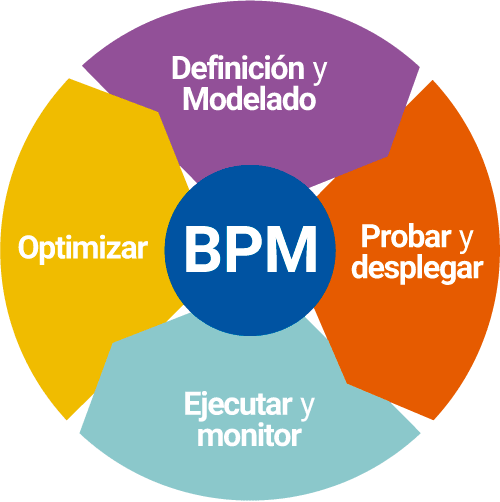 Definición y
Modelado
Optimizar
BPM
Probar y
desplegar
Ejecutar y
monitor